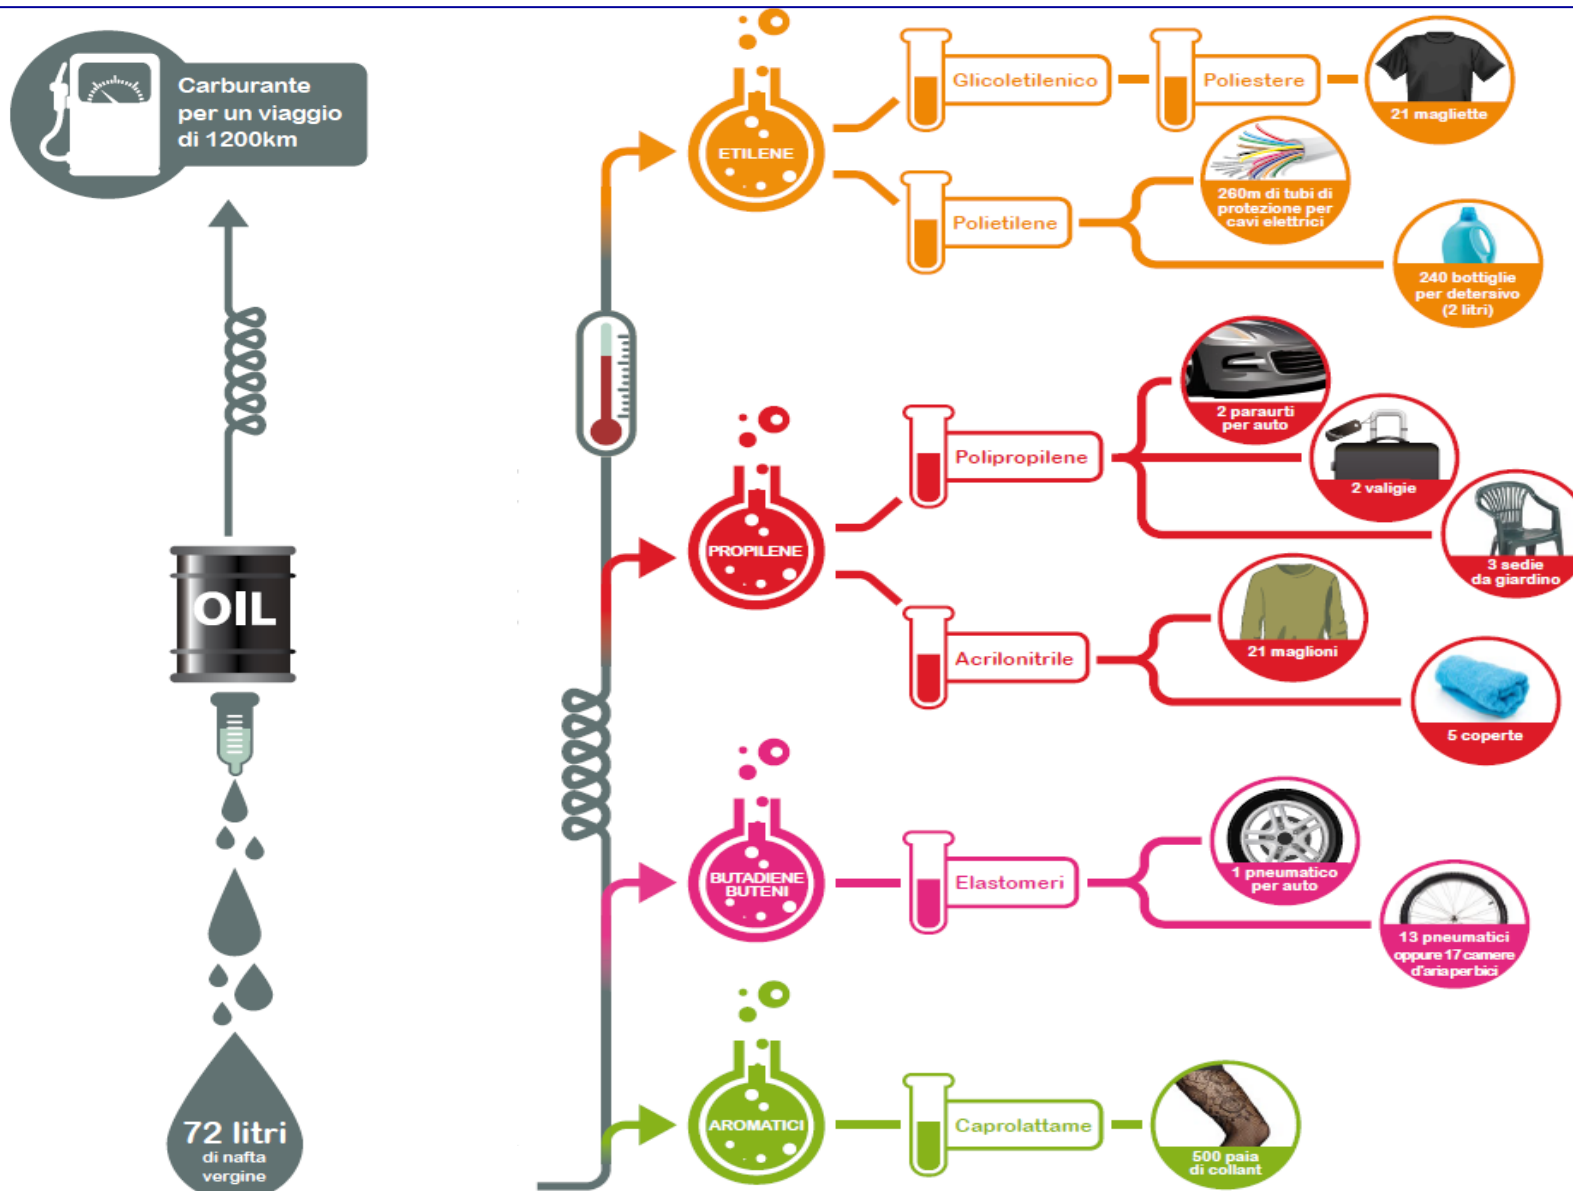 Carburante
per un viaggio
di 1200km
OIL
72 litri
di nafta
vergine
ETILENE
Glicoletilenico
Poliestere
21 magliette
Polietilene
260m di tubi di
protezione per
cavi elettrici
240 bottiglie
per detersivo
(2 litri)
PROPILENE
Polipropilene
2 paraurti
per auto
2 valigie
3 sedie
da giardino
Acrilonitrile
21 maglioni
5 coperte
BUTADIENE
BUTENI
Elastomeri
1 pneumatico
per auto
13 pneumatici
oppure 17 camere
d'aria per bici
AROMATICI
Caprolattame
500 paia
di collant